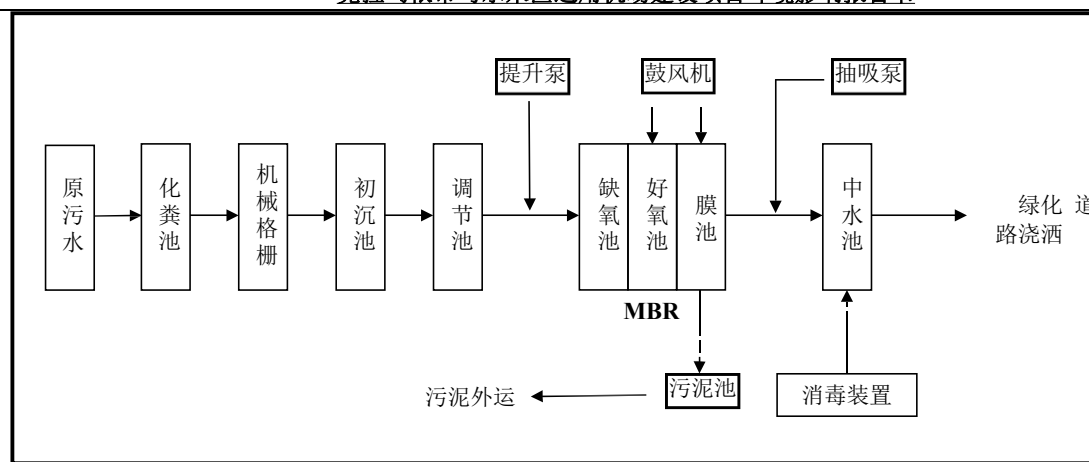 提升泵
鼓风机
抽吸泵
原污水
化粪池
机械格栅
初沉池
调节池
缺氧池
好氧池
膜池
中水池
绿化 道
路浇洒
MBR
污泥外运
污泥池
消毒装置